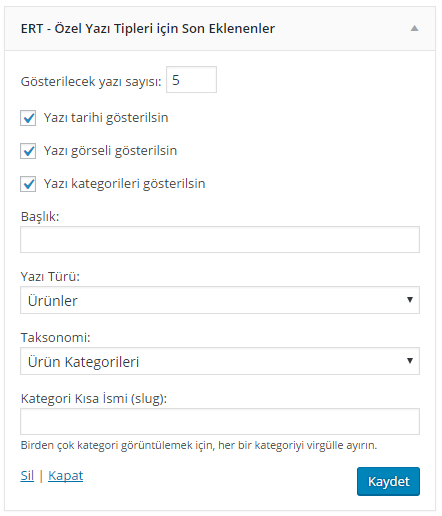 ERT - Özel Yazı Tipleri için Son Eklenenler
Gösterilecek yazı sayısı: 5
Yazı tarihi gösterilsin
Yazı görseli gösterilsin
Yazı kategorileri gösterilsin
Başlık:
Yazı Türü:
Ürünler
Taksonomi:
Ürün Kategorileri
Kategori Kısa İsmi (slug):
Birden çok kategori görüntülemek için, her bir kategoriyi virgülle ayırın.
Sil | Kapat
Kaydet